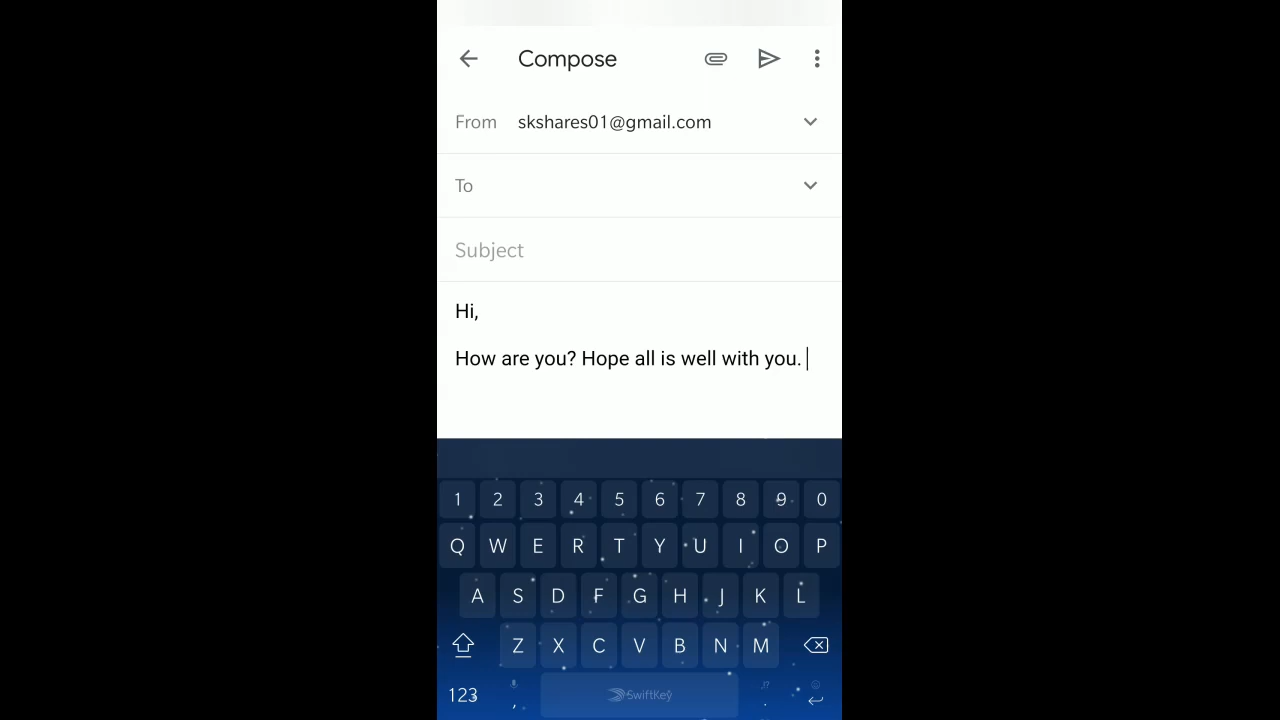 Compose
From skshares01@gmail.com
To
Subject
Hi,
How are you? Hope all is well with you.
1 2 3 4 5 6 7 8 9 0
Q W E R T Y U I O P
A S D F G H J K L
Z X C V B N M
123 , SwiftKey .